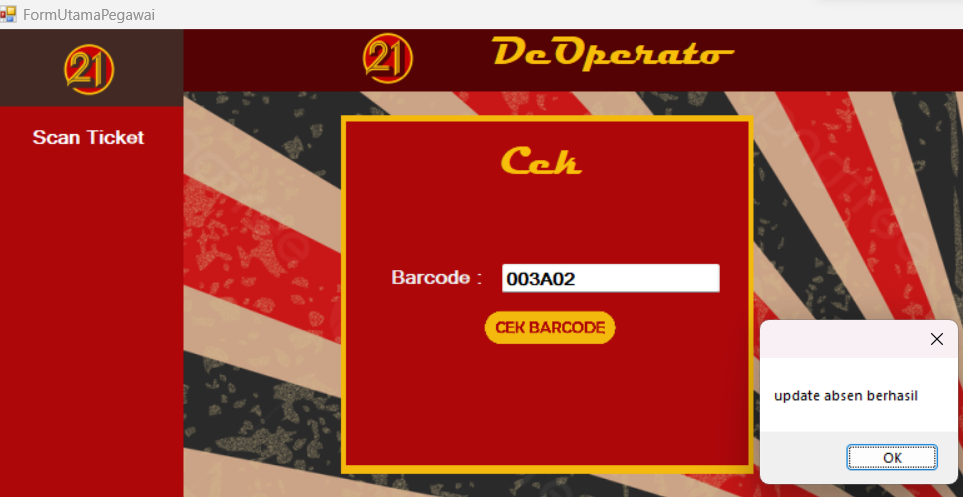 FormUtamaPegawai
21
21
DeOperato
Scan Ticket
Cek
Barcode :
003A02
CEK BARCODE
update absen berhasil
OK